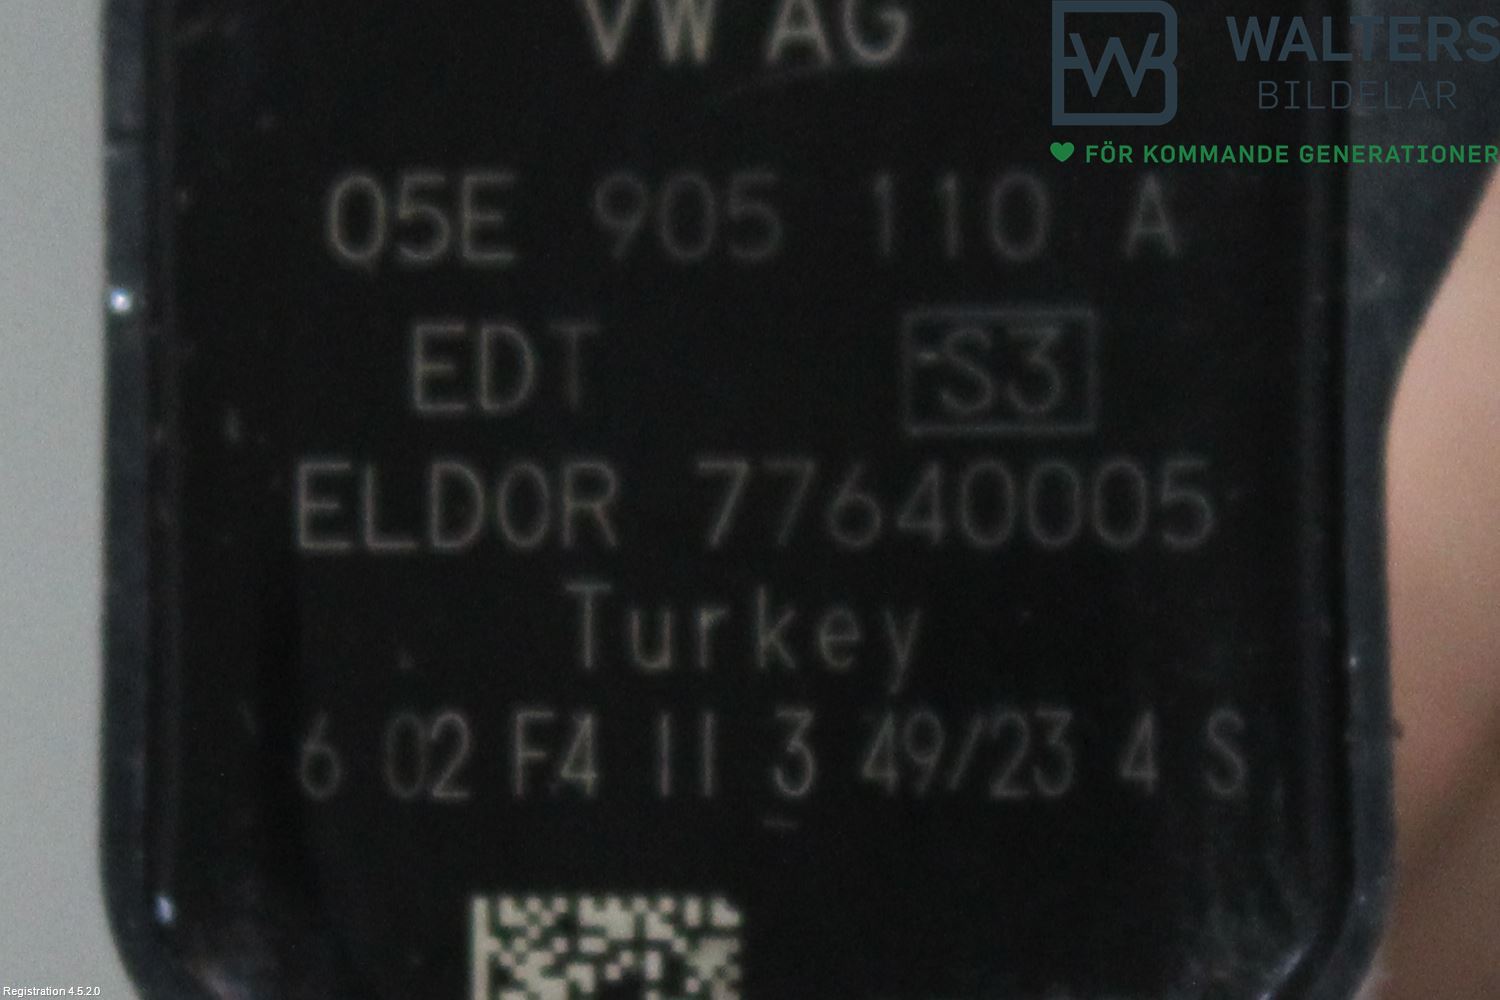 VW AG
WALTERS
BILDELAR
FÖR KOMMANDE GENERATIONER
05E 905 110 A
EDT S3
ELDOR 77640005
Turkey
6 02 F4 II 3 49/23 4 S
Registration 4.5.2.0